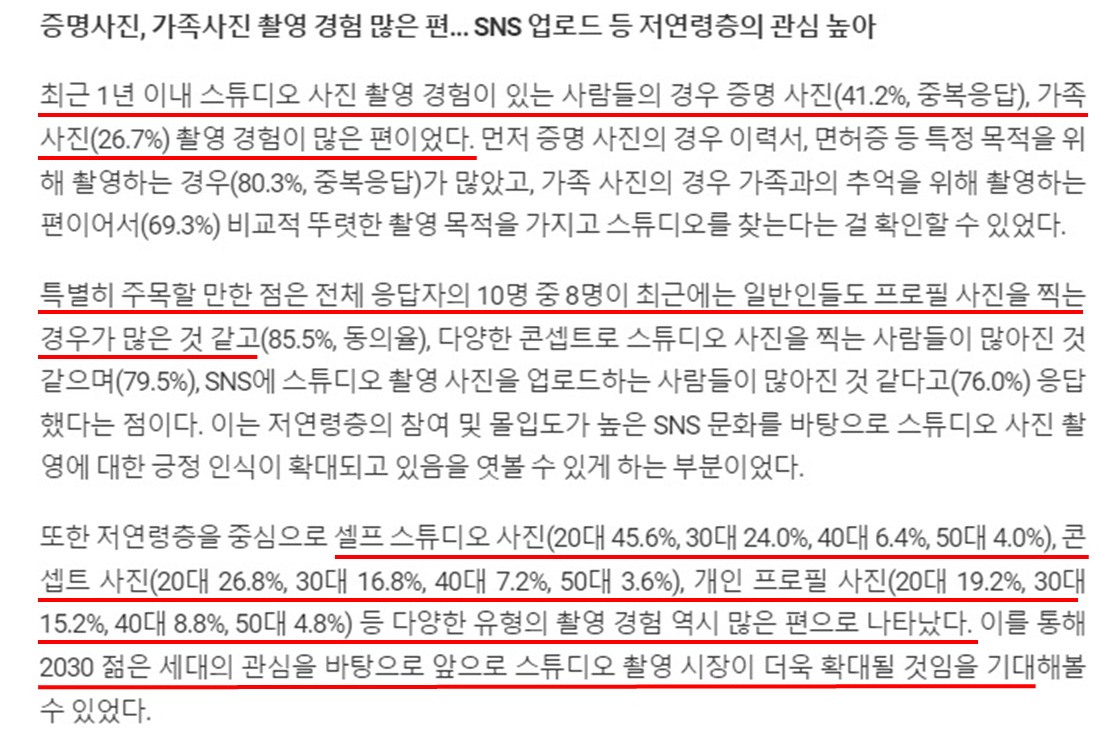 증명사진, 가족사진 촬영 경험 많은 편... SNS 업로드 등 저연령층의 관심 높아
최근 1년 이내 스튜디오 사진 촬영 경험이 있는 사람들의 경우 증명 사진(41.2%, 중복응답), 가족
사진(26.7%) 촬영 경험이 많은 편이었다. 먼저 증명 사진의 경우 이력서, 면허증 등 특정 목적을 위
해 촬영하는 경우(80.3%, 중복응답)가 많았고, 가족 사진의 경우 가족과의 추억을 위해 촬영하는
편이어서(69.3%) 비교적 뚜렷한 촬영 목적을 가지고 스튜디오를 찾는다는 걸 확인할 수 있었다.
특별히 주목할 만한 점은 전체 응답자의 10명 중 8명이 최근에는 일반인들도 프로필 사진을 찍는
경우가 많은 것 같고(85.5%, 동의율), 다양한 콘셉트로 스튜디오 사진을 찍는 사람들이 많아진 것
같으며(79.5%), SNS에 스튜디오 촬영 사진을 업로드하는 사람들이 많아진 것 같다고(76.0%) 응답
했다는 점이다. 이는 저연령층의 참여 및 몰입도가 높은 SNS 문화를 바탕으로 스튜디오 사진 촬
영에 대한 긍정 인식이 확대되고 있음을 엿볼 수 있게 하는 부분이었다.
또한 저연령층을 중심으로 셀프 스튜디오 사진(20대 45.6%, 30대 24.0%, 40대 6.4%, 50대 4.0%), 콘
셉트 사진(20대 26.8%, 30대 16.8%, 40대 7.2%, 50대 3.6%), 개인 프로필 사진(20대 19.2%, 30대
15.2%, 40대 8.8%, 50대 4.8%) 등 다양한 유형의 촬영 경험 역시 많은 편으로 나타났다. 이를 통해
2030 젊은 세대의 관심을 바탕으로 앞으로 스튜디오 촬영 시장이 더욱 확대될 것임을 기대해볼
수 있었다.